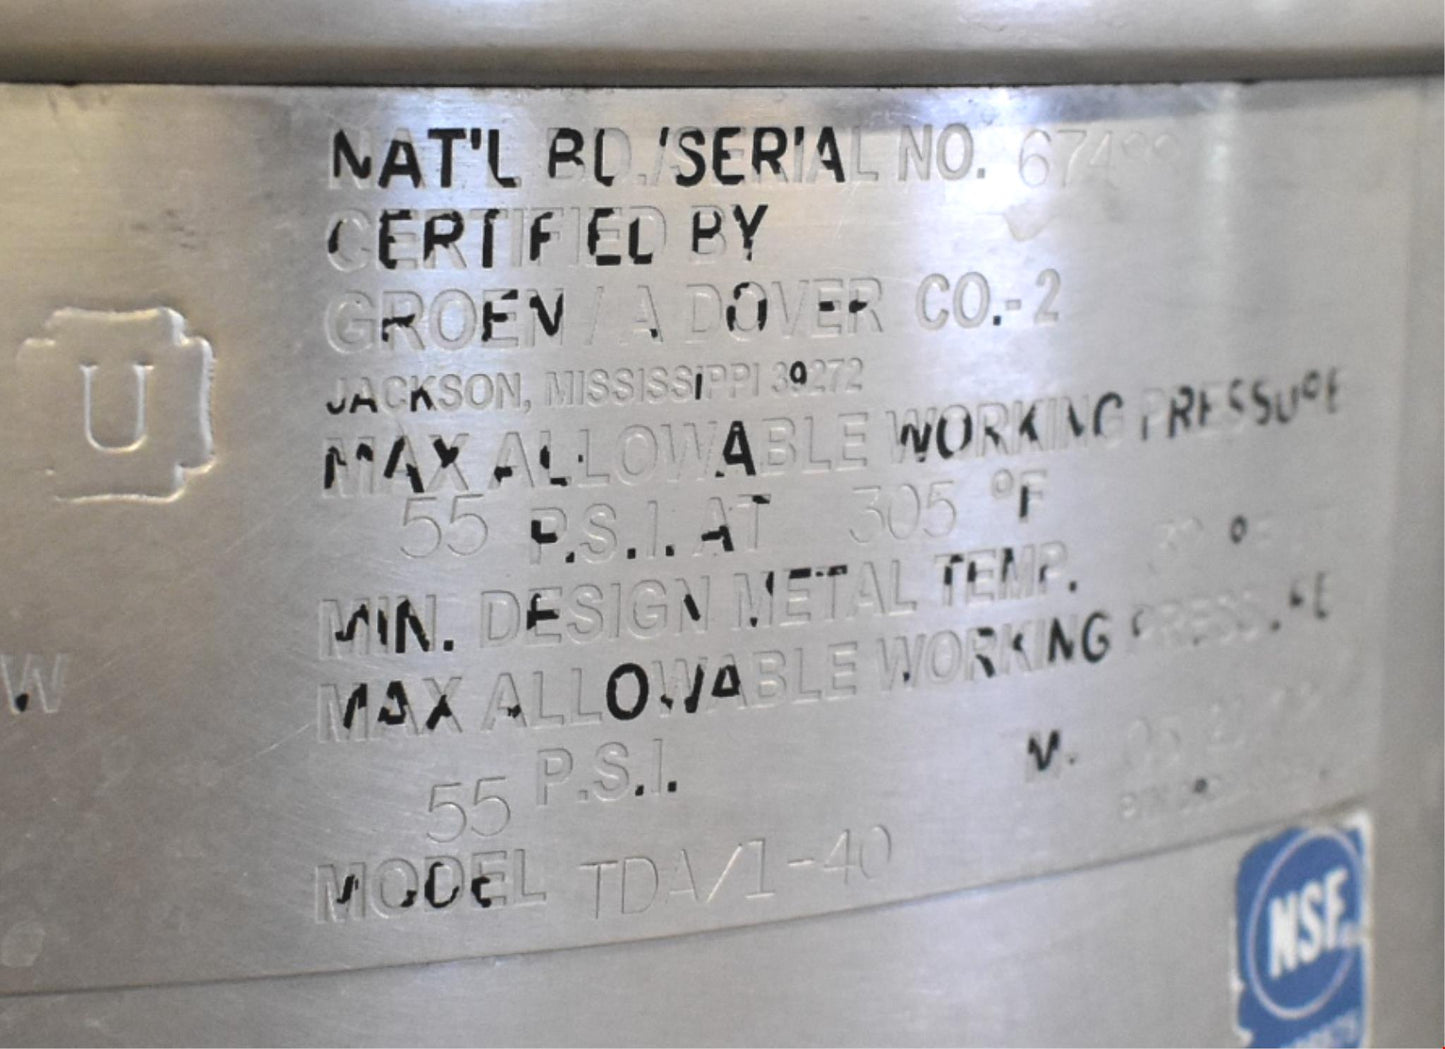 NAT'L BD./SERIAL NO.
CERTIFIED BY
GROEN / A DOVER CO.-2
JACKSON, MISSISSIPPI 39272
U
MAX ALLOWABLE WORKING PRESSURE
55 P.S.I. AT 305 °F
MIN. DESIGN METAL TEMP. °F
W
MAX ALLOWABLE WORKING PRESSURE
55 P.S.I.
MODEL TDA/1-40
NSF